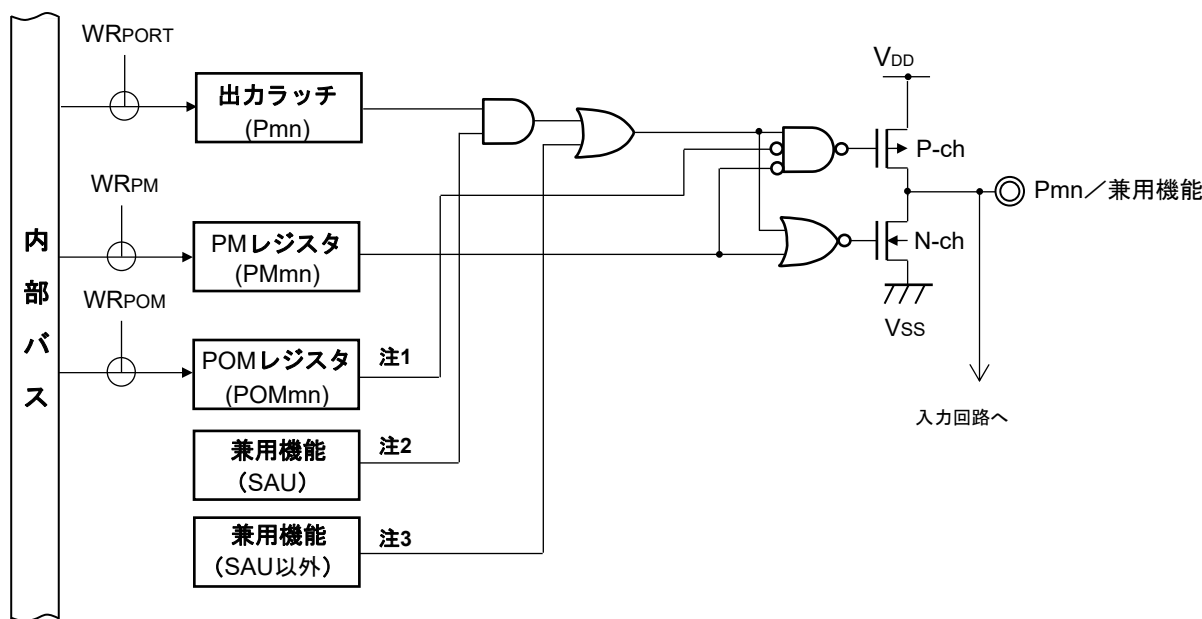 内部バス
WRPORT
出力ラッチ
(Pmn)
WRPM
PMレジスタ
(PMmn)
WRPOM
POMレジスタ
(POMmn)
注1
兼用機能
（SAU）
注2
兼用機能
（SAU以外）
注3
VDD
P-ch
Pmn／兼用機能
N-ch
VSS
入力回路へ